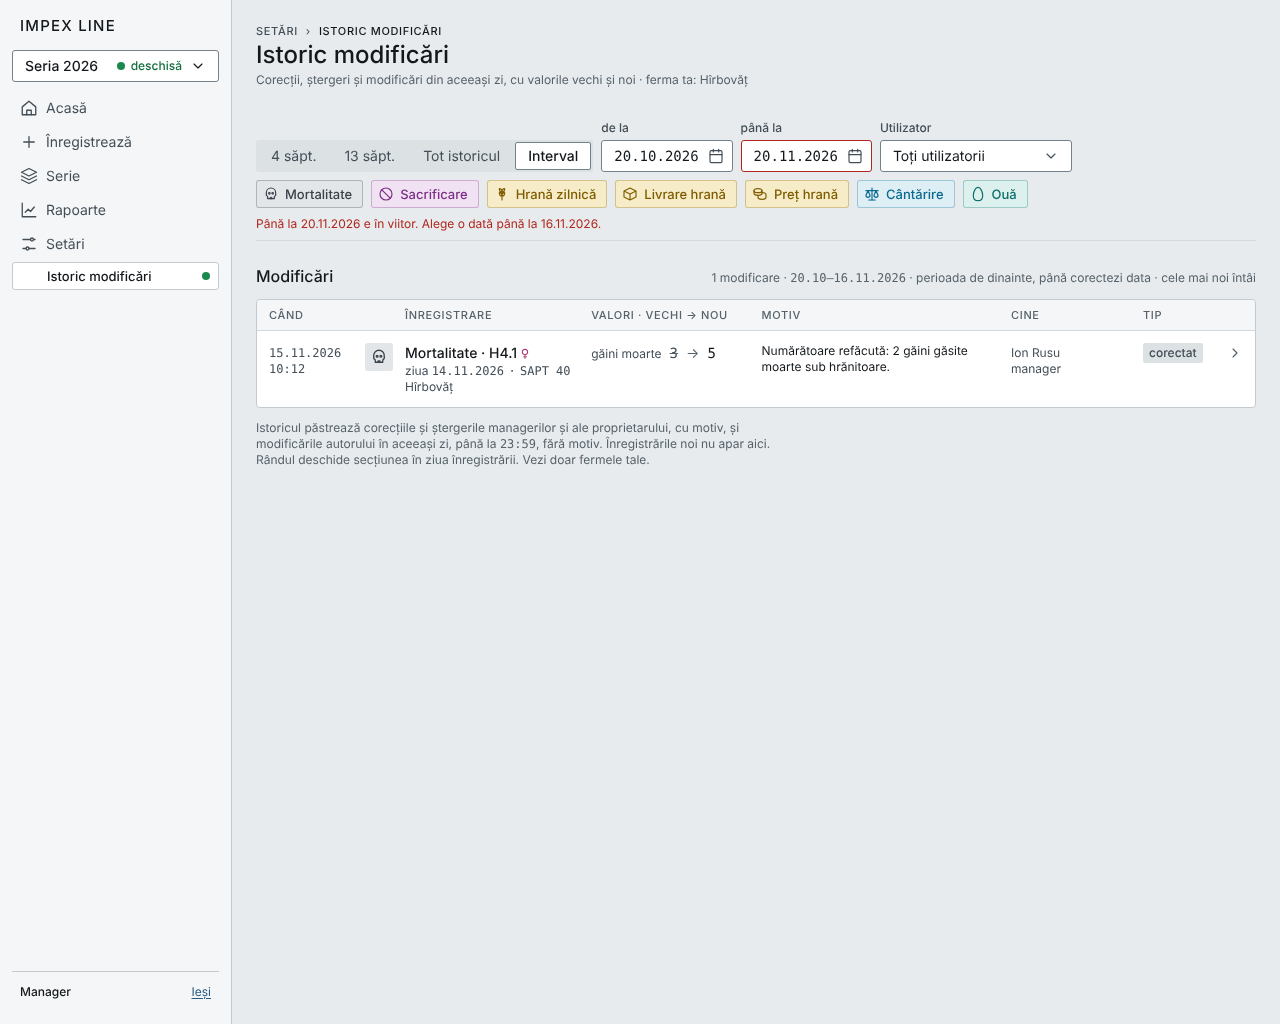 IMPEX LINE
Seria 2026 deschisă
Acasă
Înregistrează
Serie
Rapoarte
Setări
Istoric modificări
Manager Ieși
SETĂRI › ISTORIC MODIFICĂRI
Istoric modificări
Corecții, ștergeri și modificări din aceeași zi, cu valorile vechi și noi · ferma ta: Hîrbovăț
de la până la Utilizator
4 săpt. 13 săpt. Tot istoricul Interval 20.10.2026 20.11.2026 Toți utilizatorii
Mortalitate Sacrificare Hrană zilnică Livrare hrană Preț hrană Cântărire Ouă
Până la 20.11.2026 e în viitor. Alege o dată până la 16.11.2026.
Modificări 1 modificare · 20.10–16.11.2026 · perioada de dinainte, până corectezi data · cele mai noi întâi
CÂND ÎNREGISTRARE VALORI · VECHI → NOU MOTIV CINE TIP
15.11.2026 Mortalitate · H4.1 ♀ găini moarte 3 → 5 Numărătoare refăcută: 2 găini găsite Ion Rusu corectat
10:12 ziua 14.11.2026 · SAPT 40 moarte sub hrănitoare. manager
Hîrbovăț
Istoricul păstrează corecțiile și ștergerile managerilor și ale proprietarului, cu motiv, și
modificările autorului în aceeași zi, până la 23:59, fără motiv. Înregistrările noi nu apar aici.
Rândul deschide secțiunea în ziua înregistrării. Vezi doar fermele tale.